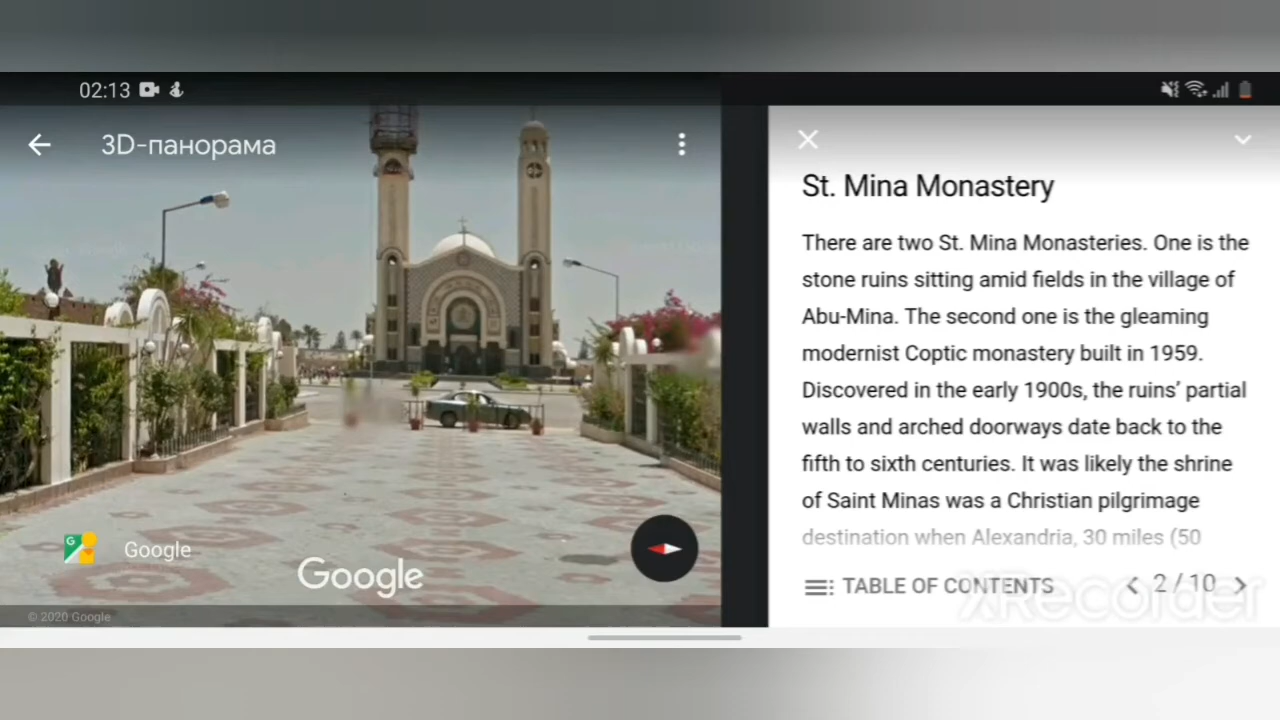 02:13
3D-панорама
Google
Google
© 2020 Google
St. Mina Monastery
There are two St. Mina Monasteries. One is the
stone ruins sitting amid fields in the village of
Abu-Mina. The second one is the gleaming
modernist Coptic monastery built in 1959.
Discovered in the early 1900s, the ruins’ partial
walls and arched doorways date back to the
fifth to sixth centuries. It was likely the shrine
of Saint Minas was a Christian pilgrimage
destination when Alexandria, 30 miles (50
TABLE OF CONTENTS
2 / 10
XRecorder